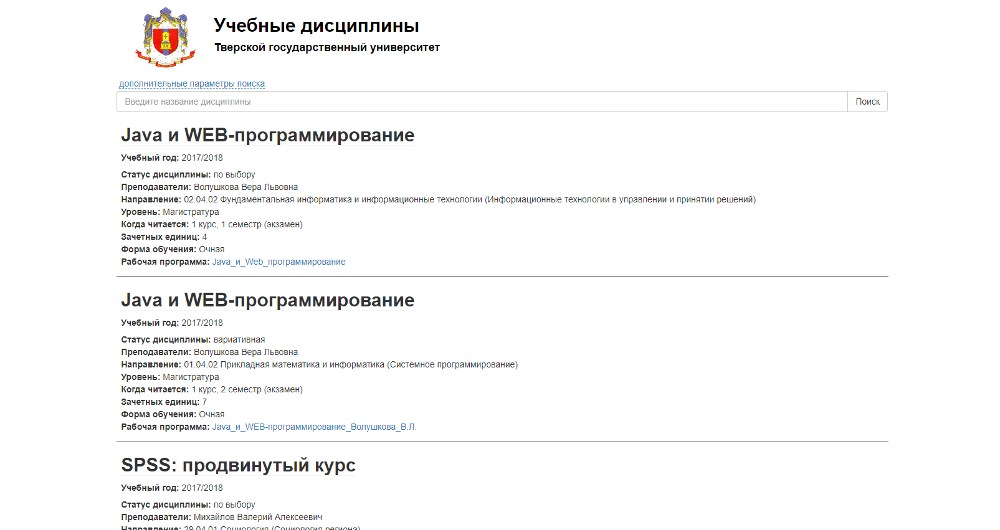 Учебные дисциплины
Тверской государственный университет
дополнительные параметры поиска
Введите название дисциплины
Поиск
Java и WEB-программирование
Учебный год: 2017/2018
Статус дисциплины: по выбору
Преподаватели: Волушкова Вера Львовна
Направление: 02.04.02 Фундаментальная информатика и информационные технологии (Информационные технологии в управлении и принятии решений)
Уровень: Магистратура
Когда читается: 1 курс, 1 семестр (экзамен)
Зачетных единиц: 4
Форма обучения: Очная
Рабочая программа: Java_и_Web_программирование
Java и WEB-программирование
Учебный год: 2017/2018
Статус дисциплины: вариативная
Преподаватели: Волушкова Вера Львовна
Направление: 01.04.02 Прикладная математика и информатика (Системное программирование)
Уровень: Магистратура
Когда читается: 1 курс, 2 семестр (экзамен)
Зачетных единиц: 7
Форма обучения: Очная
Рабочая программа: Java_и_WEB-программирование_Волушкова_В.Л.
SPSS: продвинутый курс
Учебный год: 2017/2018
Статус дисциплины: по выбору
Преподаватели: Михайлов Валерий Алексеевич
Направление: 39.04.01 Социология (Социология региона)